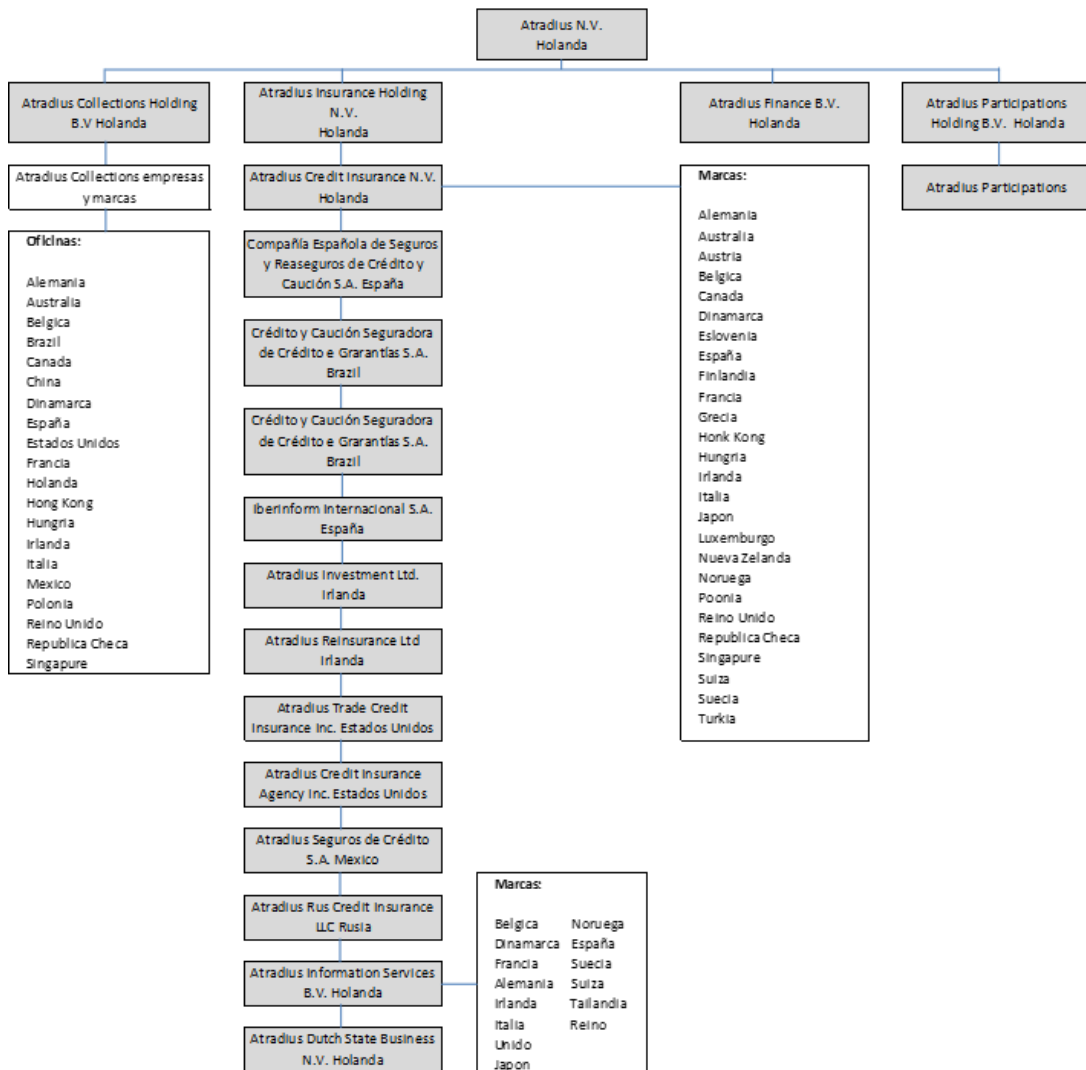 Atradius N.V.
Holanda
Atradius Collections Holding
B.V Holanda
Atradius Insurance Holding
N.V.
Holanda
Atradius Finance B.V.
Holanda
Atradius Participations
Holding B.V. Holanda
Atradius Collections empresas
y marcas
Atradius Credit Insurance N.V.
Holanda
Atradius Participations
Oficinas:
Alemania
Australia
Belgica
Brazil
Canada
China
Dinamarca
España
Estados Unidos
Francia
Holanda
Hong Kong
Hungria
Irlanda
Italia
Mexico
Polonia
Reino Unido
Republica Checa
Singapure
Compañía Española de Seguros
y Reaseguros de Crédito y
Caución S.A. España
Crédito y Caución Seguradora
de Crédito e Grarantías S.A.
Brazil
Crédito y Caución Seguradora
de Crédito e Grarantías S.A.
Brazil
Iberinform Internacional S.A.
España
Atradius Investment Ltd.
Irlanda
Atradius Reinsurance Ltd
Irlanda
Atradius Trade Credit
Insurance Inc. Estados Unidos
Atradius Credit Insurance
Agency Inc. Estados Unidos
Atradius Seguros de Crédito
S.A. Mexico
Atradius Rus Credit Insurance
LLC Rusia
Atradius Information Services
B.V. Holanda
Atradius Dutch State Business
N.V. Holanda
Marcas:
Alemania
Australia
Austria
Belgica
Canada
Dinamarca
Eslovenia
España
Finlandia
Francia
Grecia
Honk Kong
Hungria
Irlanda
Italia
Japon
Luxemburgo
Nueva Zelanda
Noruega
Poonia
Reino Unido
Republica Checa
Singapure
Suiza
Suecia
Turkia
Marcas:
Belgica Noruega
Dinamarca España
Francia Suecia
Alemania Suiza
Irlanda Tailandia
Italia Reino
Unido
Japon